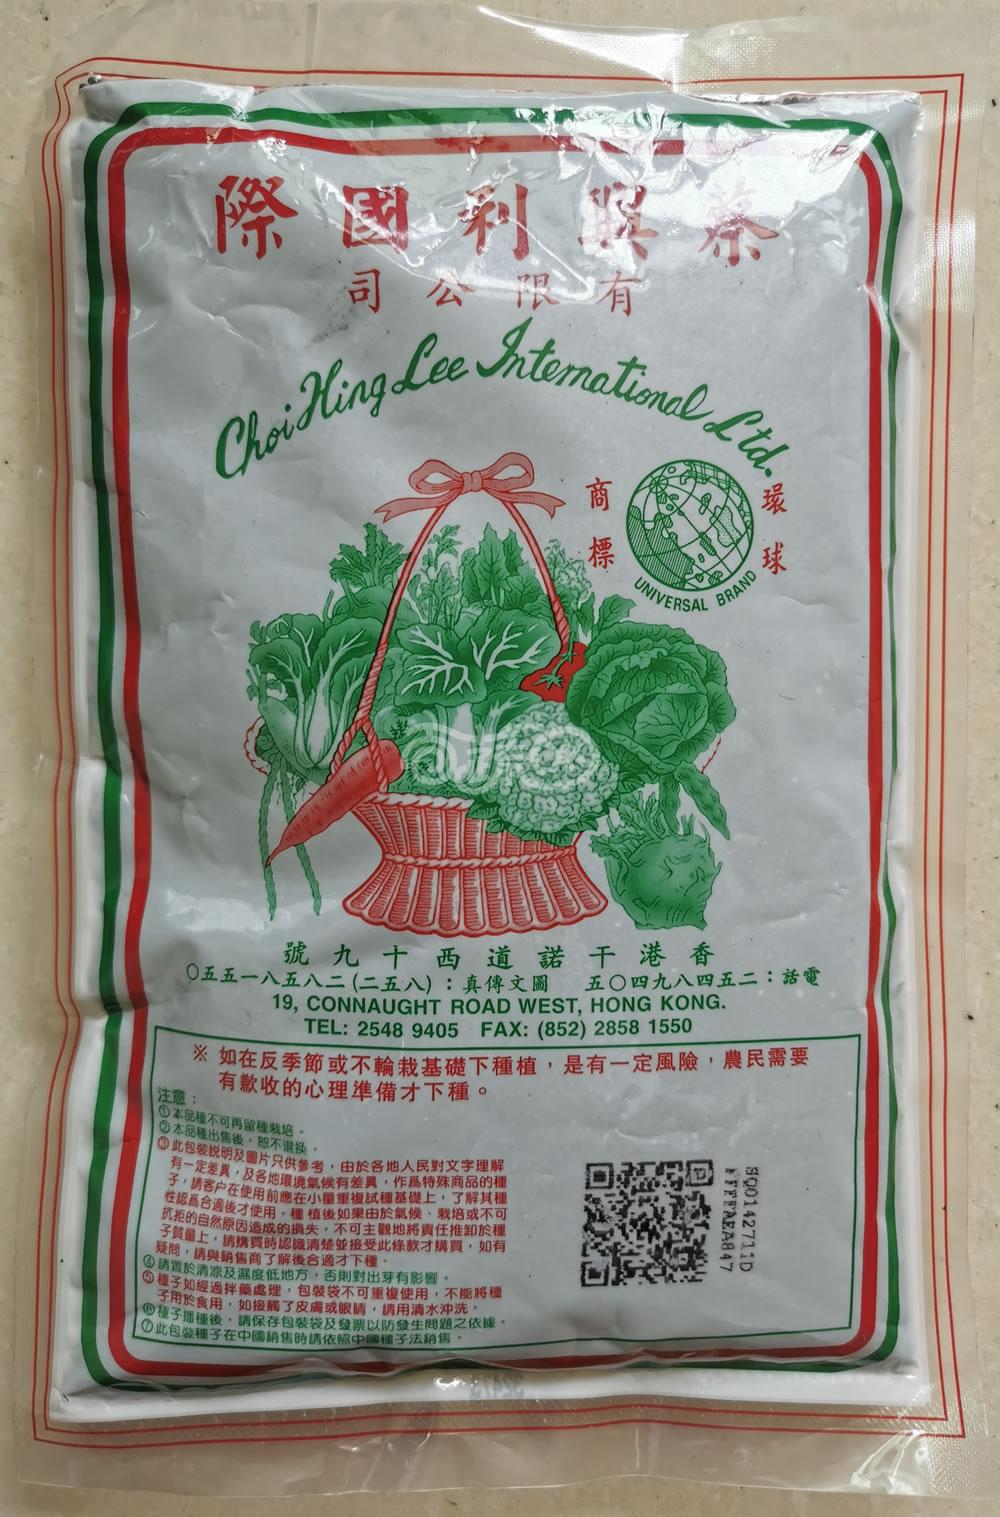 蔡興利國際
有限公司
Choi Hing Lee International Ltd.
環球
商標
UNIVERSAL BRAND
香港干諾道西十九號
電話：二五四八九四〇五 圖文傳真：(八五二)二八五八一五五〇
19, CONNAUGHT ROAD WEST, HONG KONG.
TEL: 2548 9405 FAX: (852) 2858 1550
※ 如在反季節或不輪栽基礎下種植，是有一定風險，農民需要
有歉收的心理準備才下種。
注意：
①本品種不可再留種栽培。
②本品種出售後，恕不退換。
③此包裝説明及圖片只供參考，由於各地人民對文字理解
有一定差異，及各地環境氣候有差異，作爲特殊商品的種
子，請客户在使用前應在小量重複試種基礎上，了解其種
性認爲合適後才使用。種植後如果由於氣候、栽培或不可
抗拒的自然原因造成的損失，不可主觀地將責任推卸於種
子質量上，請購買時認識清楚並接受此條款才購買，如有
疑問，請與銷售商了解後合適才下種。
④請置於清凉及濕度低地方，否則對出芽有影響。
⑤種子如經過拌藥處理，包裝袋不可重複使用，不能將種
子用於食用，如接觸了皮膚或眼睛，請用清水沖洗。
⑥種子播種後，請保存包裝袋及發票以防發生問題之依據。
⑦此包裝種子在中國銷售時請依照中國種子法銷售。
SQ0142711D
FFFFAEA847